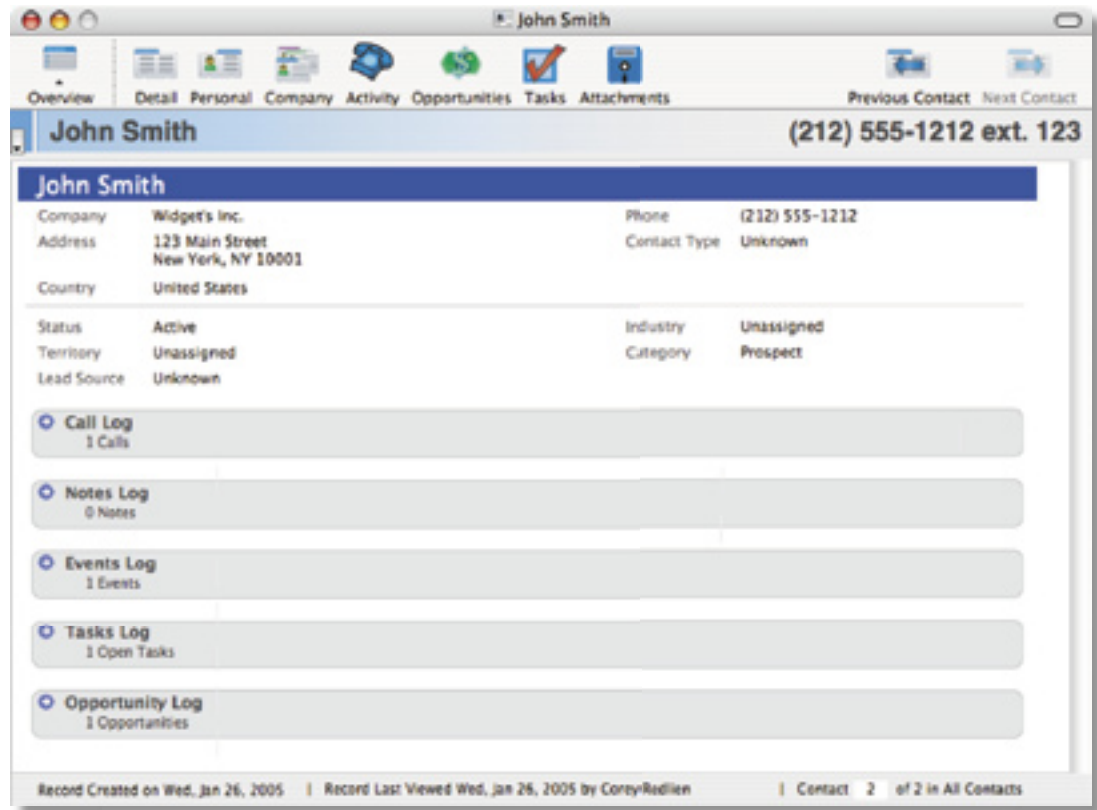 John Smith
Overview Detail Personal Company Activity Opportunities Tasks Attachments Previous Contact Next Contact
John Smith (212) 555-1212 ext. 123
John Smith
Company Widget's Inc. Phone (212) 555-1212
Address 123 Main Street Contact Type Unknown
New York, NY 10001
Country United States
Status Active Industry Unassigned
Territory Unassigned Category Prospect
Lead Source Unknown
Call Log
1 Calls
Notes Log
0 Notes
Events Log
1 Events
Tasks Log
1 Open Tasks
Opportunity Log
1 Opportunities
Record Created on Wed, Jan 26, 2005 | Record Last Viewed Wed, Jan 26, 2005 by Corey Redlien | Contact 2 of 2 in All Contacts